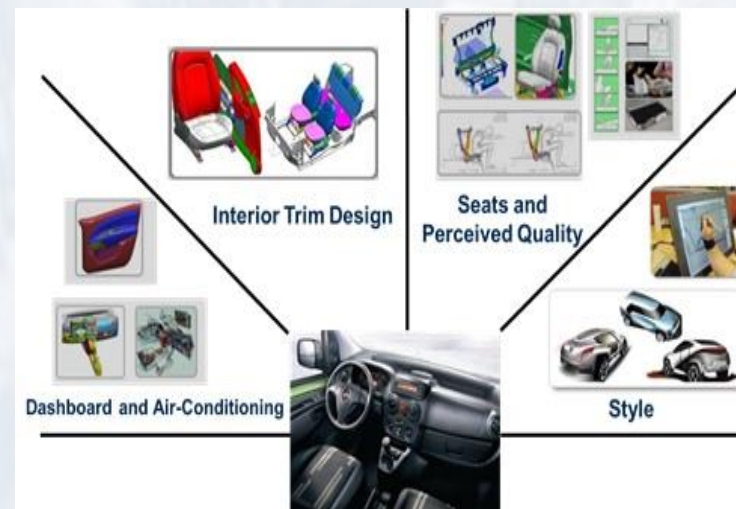 Interior Trim Design
Seats and
Perceived Quality
Dashboard and Air-Conditioning
Style